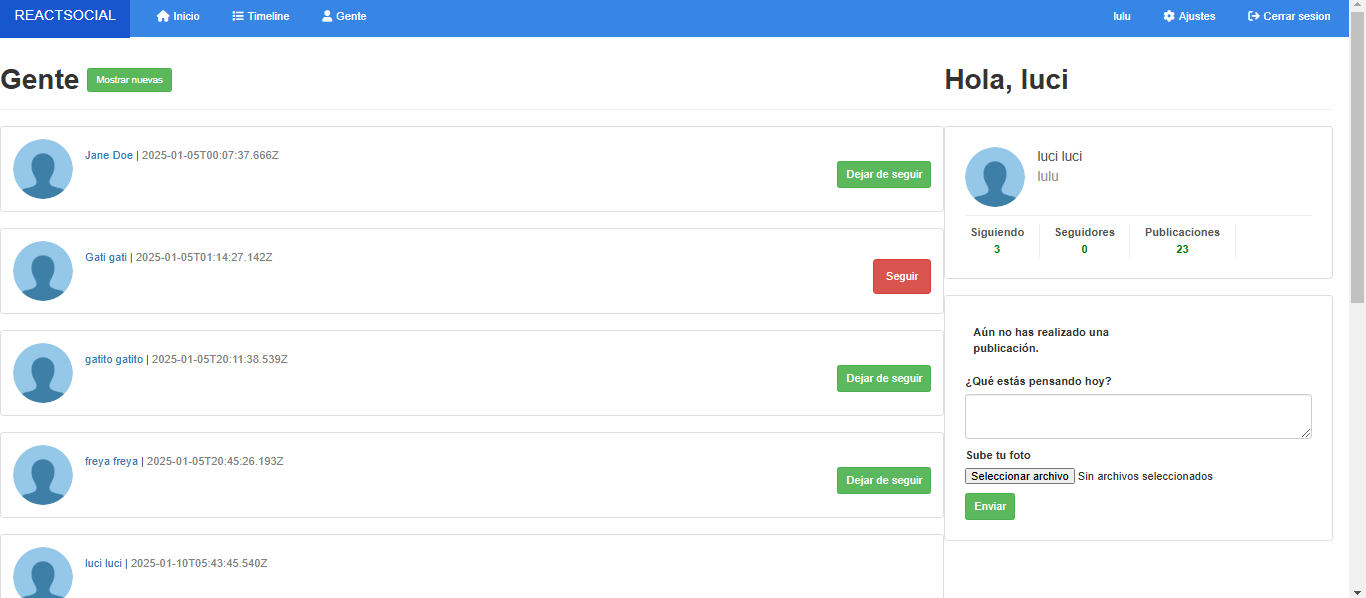 REACTSOCIAL Inicio Timeline Gente lulu Ajustes Cerrar sesion
Gente Mostrar nuevas
Jane Doe | 2025-01-05T00:07:37.666Z
Dejar de seguir
Gati gati | 2025-01-05T01:14:27.142Z
Seguir
gatito gatito | 2025-01-05T20:11:38.539Z
Dejar de seguir
freya freya | 2025-01-05T20:45:26.193Z
Dejar de seguir
luci luci | 2025-01-10T05:43:45.540Z
Hola, luci
luci luci
lulu
Siguiendo Seguidores Publicaciones
3 0 23
Aún no has realizado una
publicación.
¿Qué estás pensando hoy?
Sube tu foto
Seleccionar archivo Sin archivos seleccionados
Enviar